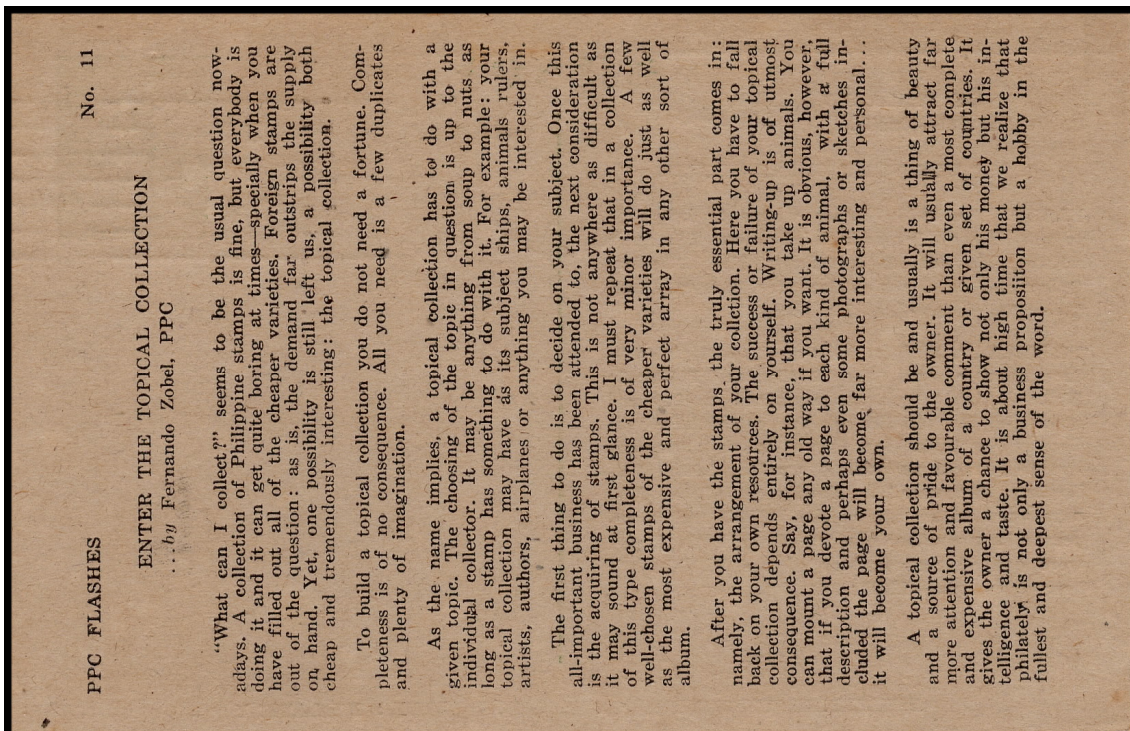 PPC FLASHES No. 11
ENTER THE TOPICAL COLLECTION
...by Fernando Zobel, PPC
"What can I collect?" seems to be the usual question now-
adays. A collection of Philippine stamps is fine, but everybody is
doing it and it can get quite boring at times—specially when you
have filled out all of the cheaper varieties. Foreign stamps are
out of the question: as is, the demand far outstrips the supply
on hand. Yet, one possibility is still left us, a possibility both
cheap and tremendously interesting: the topical collection.
To build a topical collection you do not need a fortune. Com-
pleteness is of no consequence. All you need is a few duplicates
and plenty of imagination.
As the name implies, a topical collection has to do with a
given topic. The choosing of the topic in question is up to the
individual collector. It may be anything from soup to nuts as
long as a stamp has something to do with it. For example: your
topical collection may have as its subject ships, animals rulers,
artists, authors, airplanes or anything you may be interested in.
The first thing to do is to decide on your subject. Once this
all-important business has been attended to, the next consideration
is the acquiring of stamps. This is not anywhere as difficult as
it may sound at first glance. I must repeat that in a collection
of this type completeness is of very minor importance. A few
well-chosen stamps of the cheaper varieties will do just as well
as the most expensive and perfect array in any other sort of
album.
After you have the stamps, the truly essential part comes in:
namely, the arrangement of your collction. Here you have to fall
back on your own resources. The success or failure of your topical
collection depends entirely on yourself. Writing-up is of utmost
consequence. Say, for instance, that you take up animals. You
can mount a page any old way if you want. It is obvious, however,
that if you devote a page to each kind of animal, with a full
description and perhaps even some photographs or sketches in-
cluded the page will become far more interesting and personal...
it will become your own.
A topical collection should be and usually is a thing of beauty
and a source of pride to the owner. It will usually attract far
more attention and favourable comment than even a most complete
and expensive album of a country or given set of countries. It
gives the owner a chance to show not only his money but his in-
telligence and taste. It is about high time that we realize that
philately is not only a business proposiiton but a hobby in the
fullest and deepest sense of the word.